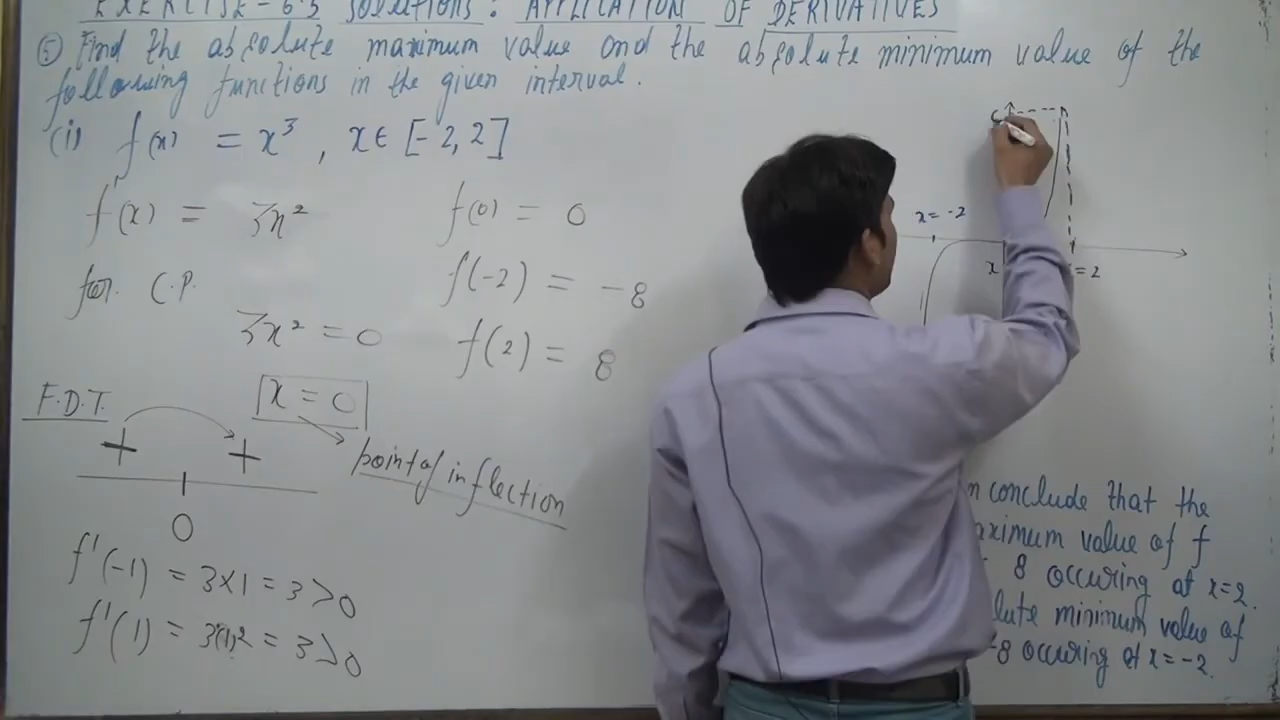 EXERCISE-6.5 SOLUTIONS: APPLICATION OF DERIVATIVES
⑤ Find the absolute maximum value and the absolute minimum value of the
following functions in the given interval.
(i) f(x) = x³, x∈ [-2, 2]
f'(x) = 3x²
for C.P.
3x² = 0
x = 0
point of inflection
F.D.T.
+ +
0
f'(-1) = 3×1 = 3>0
f'(1) = 3(1)² = 3>0
f(0) = 0
f(-2) = -8
f(2) = 8
x = -2
x
= 2
n conclude that the
aximum value of f
8 occuring at x=2.
lute minimum value of
-8 occuring at x = -2.